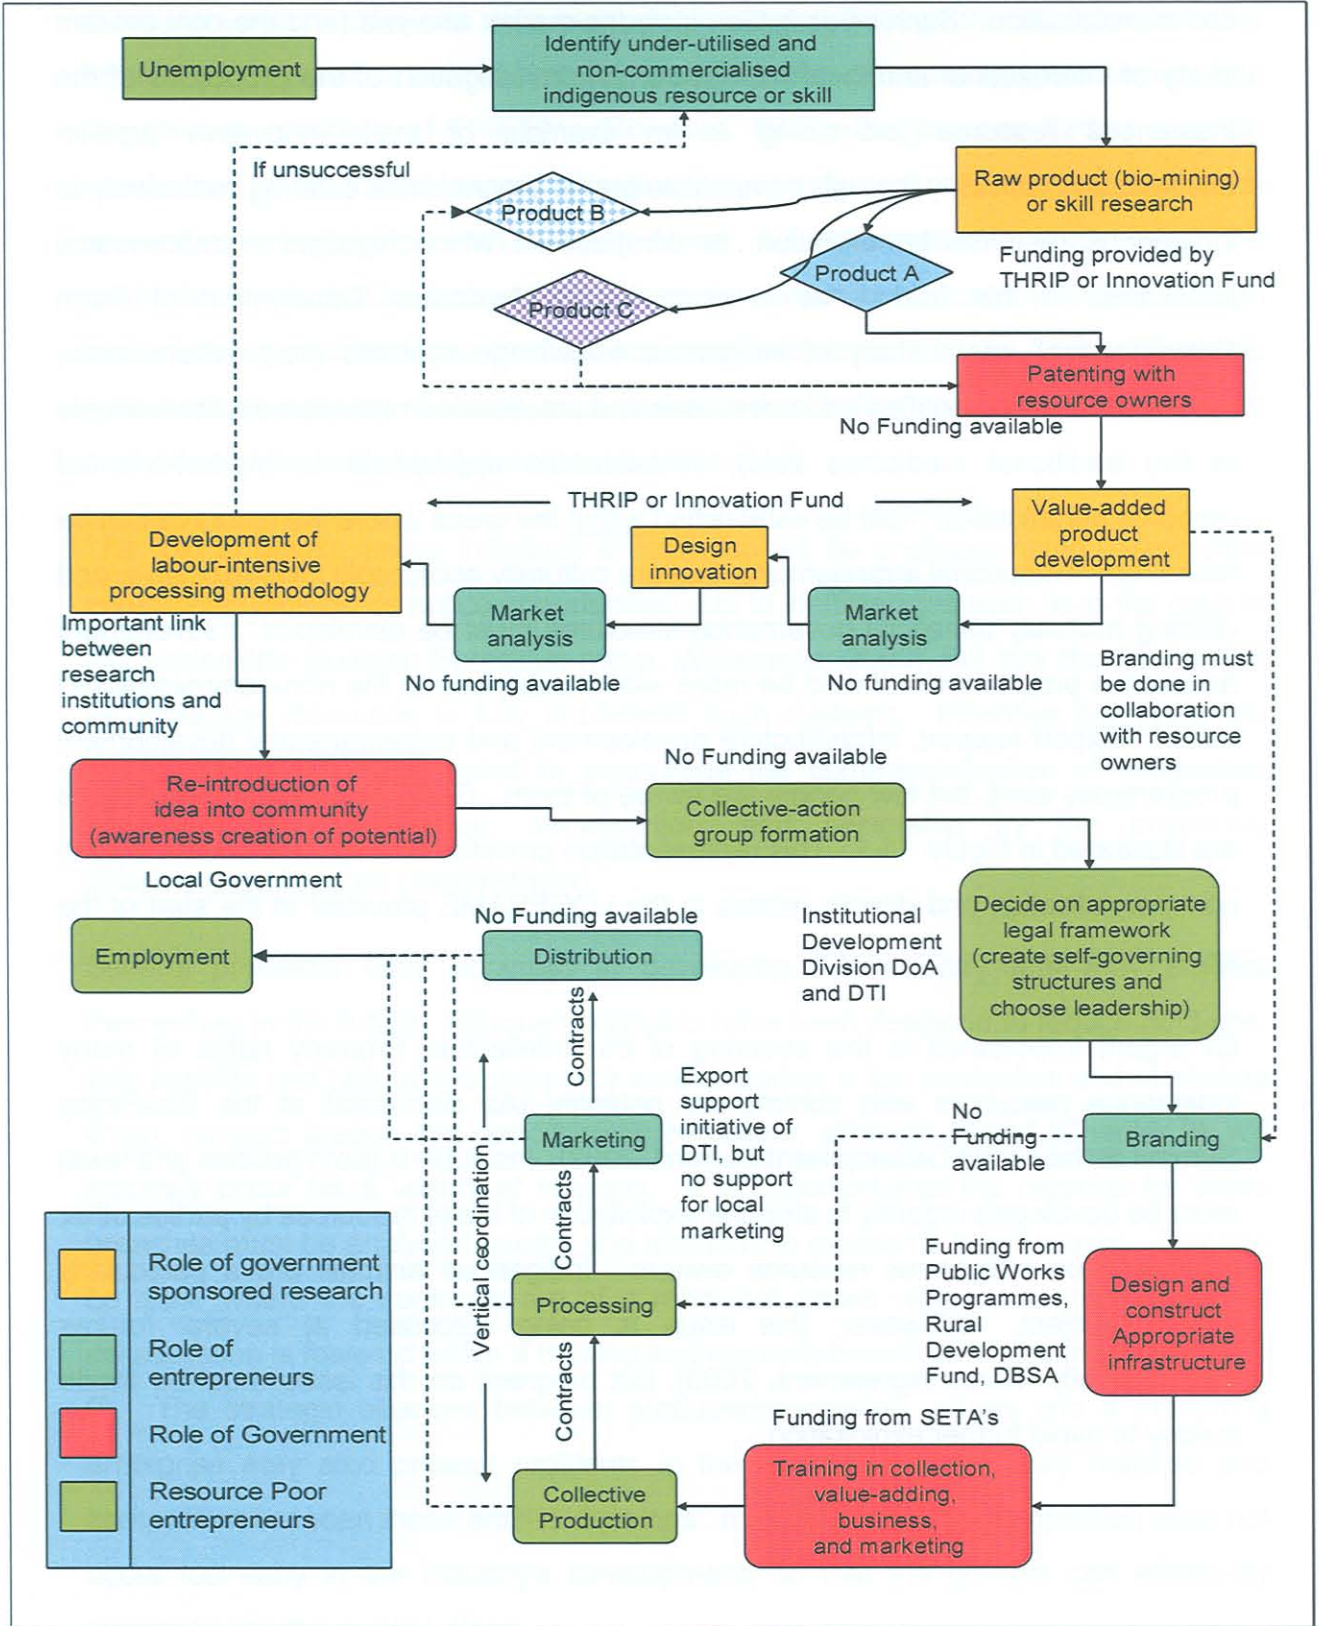 Unemployment
Identify under-utilised and
non-commercialised
indigenous resource or skill
If unsuccessful
Raw product (bio-mining)
or skill research
Product B
Product A
Funding provided by
THRIP or Innovation Fund
Product C
Patenting with
resource owners
No Funding available
THRIP or Innovation Fund
Value-added
product
development
Development of
labour-intensive
processing methodology
Design
innovation
Market
analysis
Market
analysis
Important link
between
research
institutions and
community
No funding available
No funding available
Branding must
be done in
collaboration
with resource
owners
No Funding available
Re-introduction of
idea into community
(awareness creation of potential)
Collective-action
group formation
Local Government
Decide on appropriate
legal framework
(create self-governing
structures and
choose leadership)
No Funding available
Institutional
Development
Division DoA
and DTI
Employment
Distribution
Contracts
Export
support
initiative of
DTI, but
no support
for local
marketing
No
Funding
available
Marketing
Branding
Vertical coordination
Contracts
Role of government
sponsored research
Processing
Funding from
Public Works
Programmes,
Rural
Development
Fund, DBSA
Design and
construct
Appropriate
infrastructure
Role of
entrepreneurs
Contracts
Role of Government
Funding from SETA's
Resource Poor
entrepreneurs
Collective
Production
Training in collection,
value-adding,
business,
and marketing